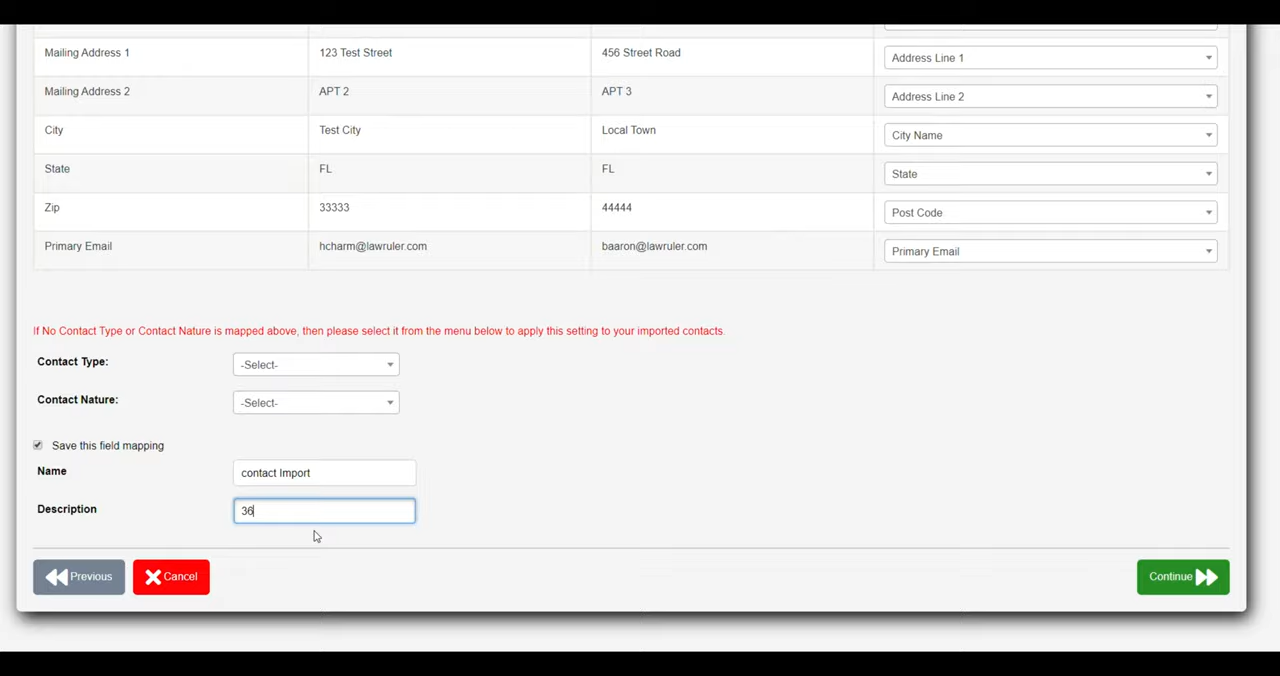 Mailing Address 1 123 Test Street 456 Street Road Address Line 1
Mailing Address 2 APT 2 APT 3 Address Line 2
City Test City Local Town City Name
State FL FL State
Zip 33333 44444 Post Code
Primary Email hcharm@lawruler.com baaron@lawruler.com Primary Email
If No Contact Type or Contact Nature is mapped above, then please select it from the menu below to apply this setting to your imported contacts.
Contact Type: -Select-
Contact Nature: -Select-
Save this field mapping
Name contact Import
Description 36
Previous Cancel Continue